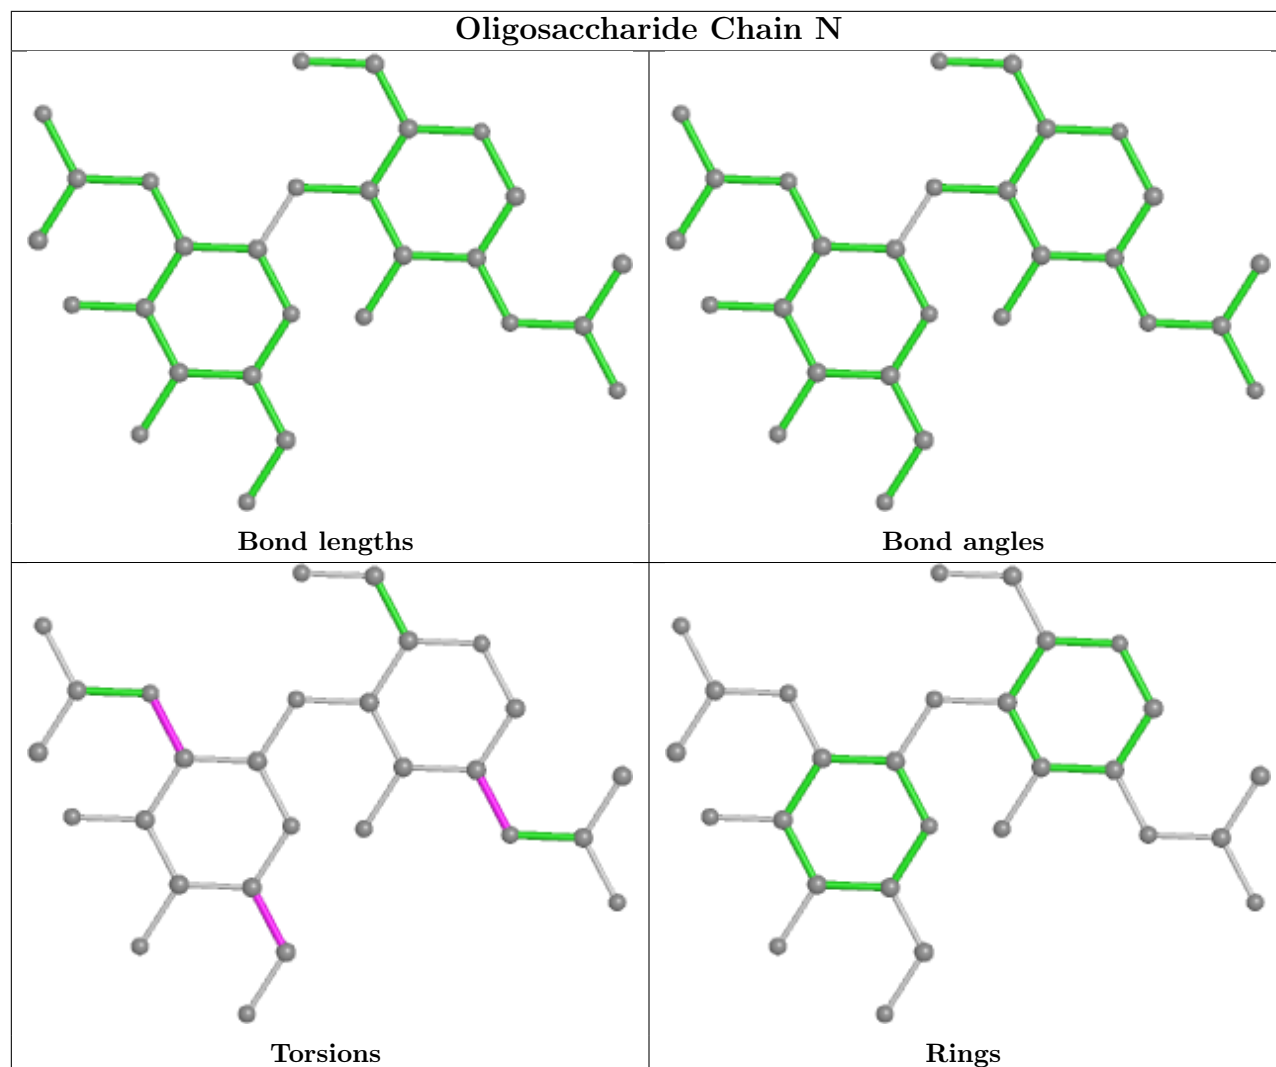 Oligosaccharide Chain N
Bond lengths
Bond angles
Torsions
Rings